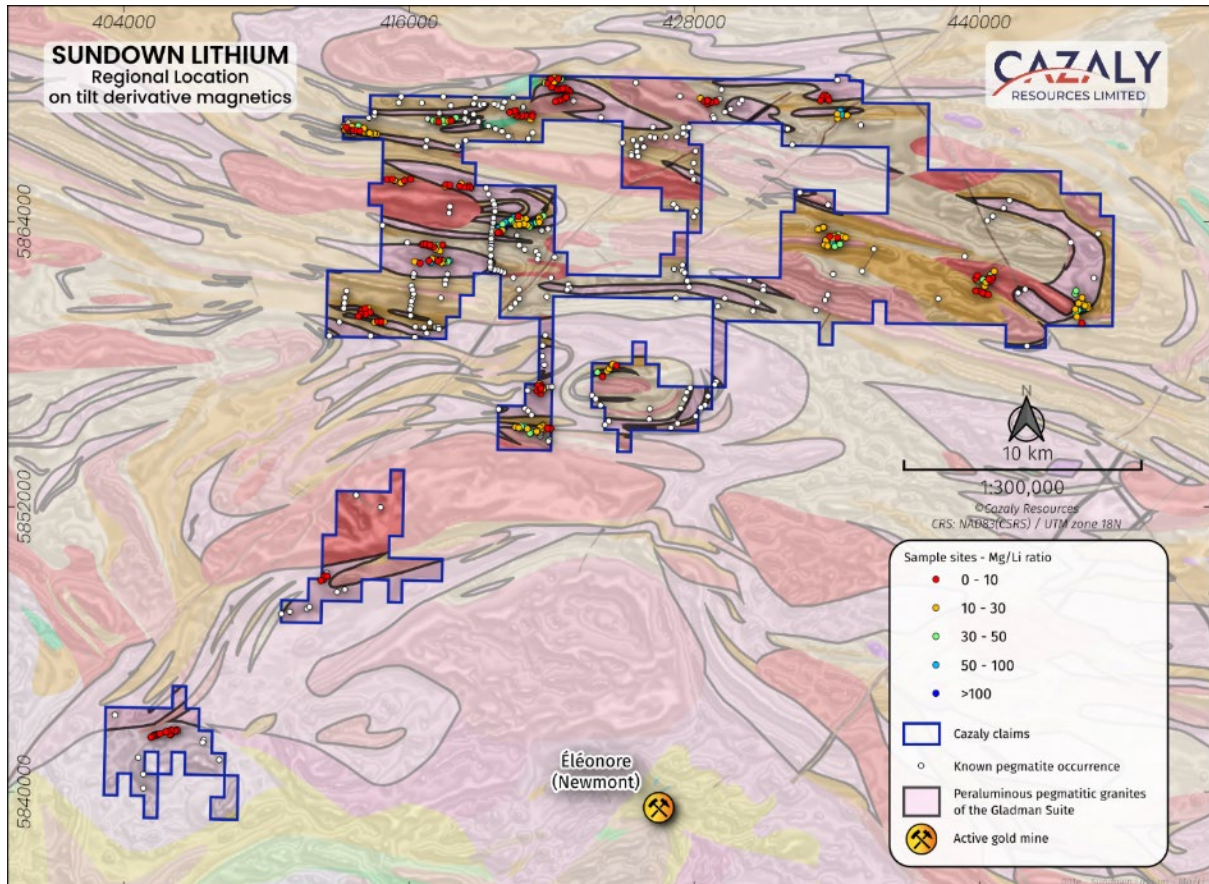 404000
416000
428000
440000
SUNDOWN LITHIUM
Regional Location
on tilt derivative magnetics
CAZALY
RESOURCES LIMITED
5864000
5852000
5840000
N
10 km
1:300,000
©Cazaly Resources
CRS: NAD83(CSRS) / UTM zone 18N
Éléonore
(Newmont)
Sample sites - Mg/Li ratio
0 - 10
10 - 30
30 - 50
50 - 100
>100
Cazaly claims
Known pegmatite occurrence
Peraluminous pegmatitic granites
of the Gladman Suite
Active gold mine